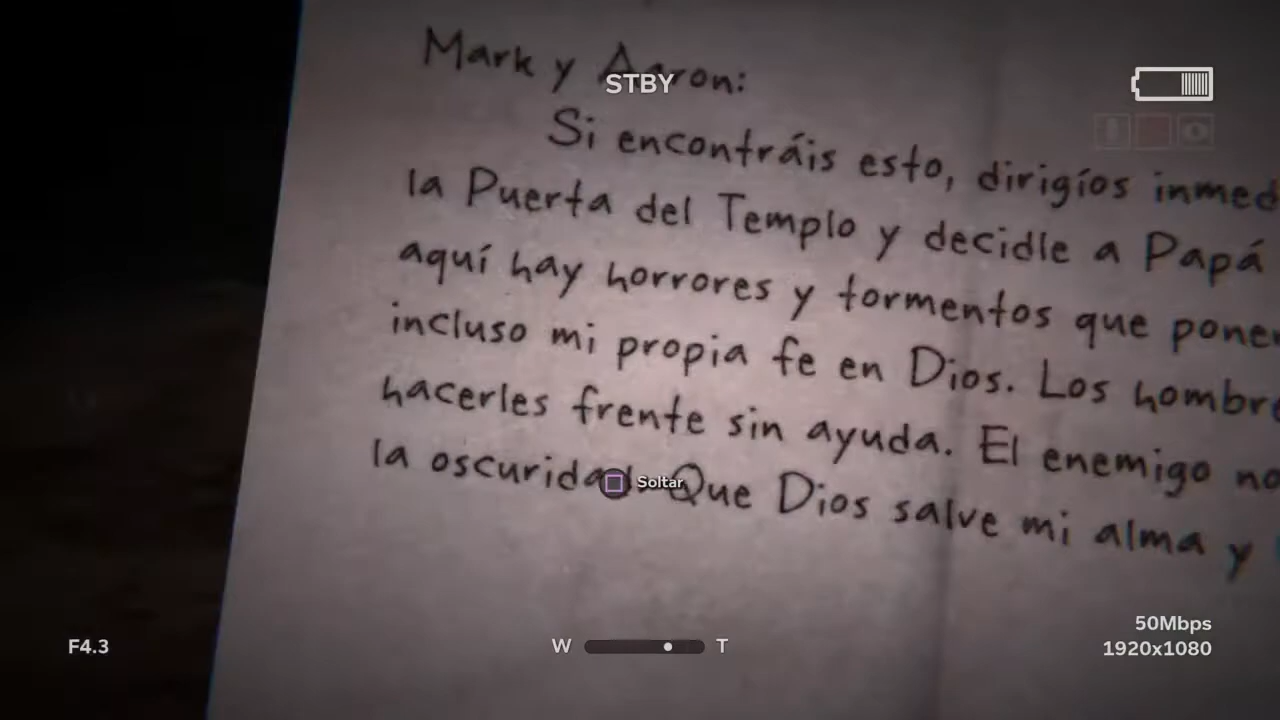 Mark y Aaron:
STBY
Si encontráis esto, dirigíos
la Puerta del Templo y decidle a Papá
aquí hay horrores y tormentos que
incluso mi propia fe en Dios. Los
hacerles frente sin ayuda. El enemigo
la oscuridad. Que Dios salve mi alma y
Soltar
50Mbps
F4.3
W
T
1920x1080